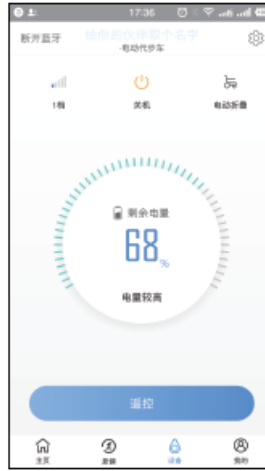 17:36
断开蓝牙 给你的伙伴取个名字
-电动代步车
1档 关机 电动折叠
剩余电量
68%
电量较高
遥控
主页 设备 我的